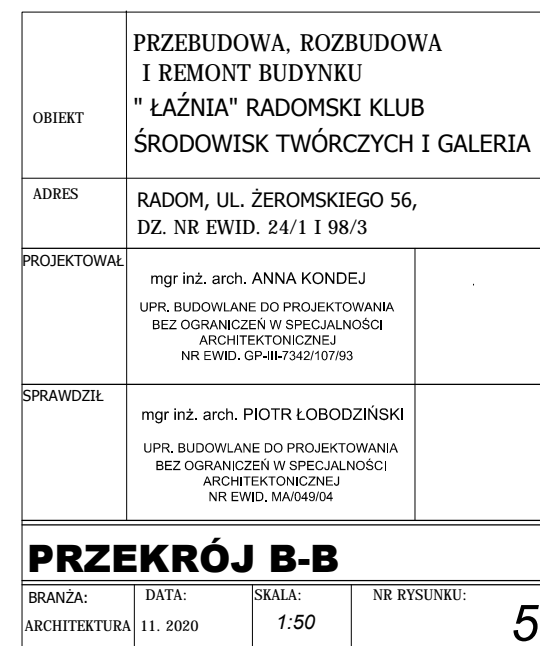 OBIEKT
PRZEBUDOWA, ROZBUDOWA
I REMONT BUDYNKU
" ŁAŹNIA" RADOMSKI KLUB
ŚRODOWISK TWÓRCZYCH I GALERIA
ADRES
RADOM, UL. ŻEROMSKIEGO 56,
DZ. NR EWID. 24/1 I 98/3
PROJEKTOWAŁ
mgr inż. arch. ANNA KONDEJ
UPR. BUDOWLANE DO PROJEKTOWANIA
BEZ OGRANICZEŃ W SPECJALNOŚCI
ARCHITEKTONICZNEJ
NR EWID. GP-III-7342/107/93
SPRAWDZIŁ
mgr inż. arch. PIOTR ŁOBODZIŃSKI
UPR. BUDOWLANE DO PROJEKTOWANIA
BEZ OGRANICZEŃ W SPECJALNOŚCI
ARCHITEKTONICZNEJ
NR EWID. MA/049/04
PRZEKRÓJ B-B
BRANŻA:
ARCHITEKTURA
DATA:
11. 2020
SKALA:
1:50
NR RYSUNKU:
5